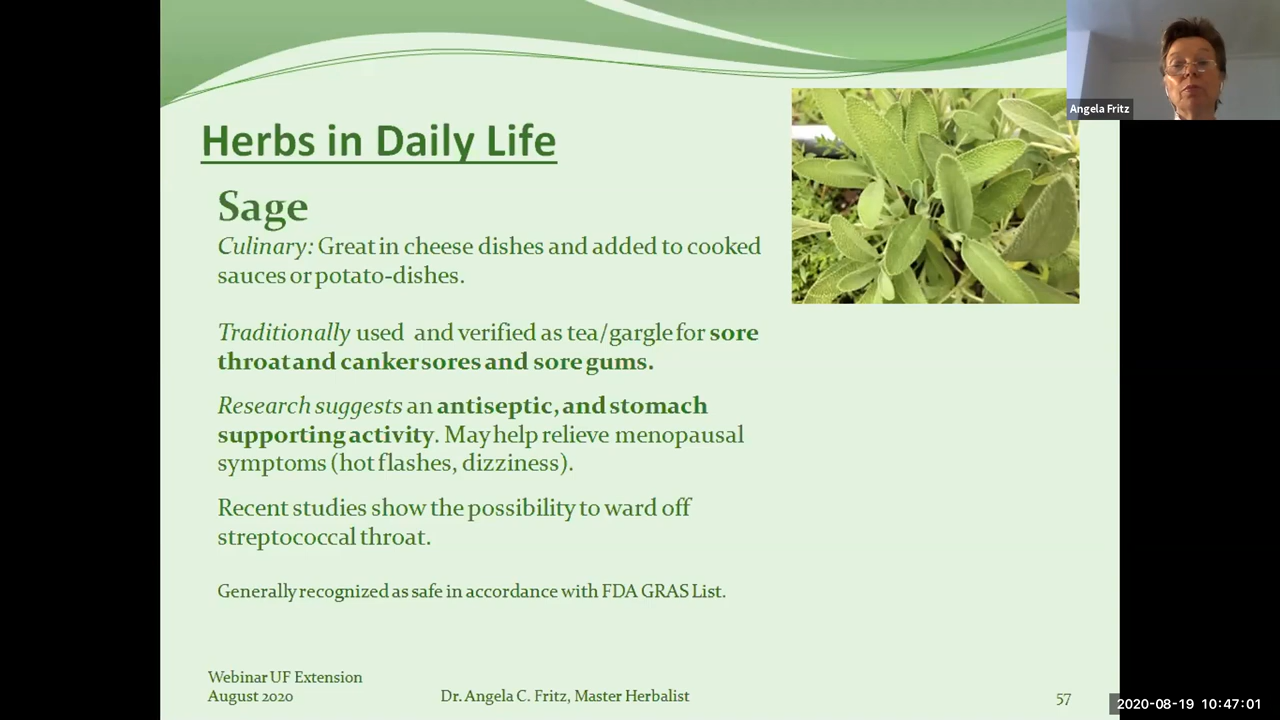 Herbs in Daily Life
Sage
Culinary: Great in cheese dishes and added to cooked
sauces or potato-dishes.
Traditionally used and verified as tea/gargle for sore
throat and canker sores and sore gums.
Research suggests an antiseptic, and stomach
supporting activity. May help relieve menopausal
symptoms (hot flashes, dizziness).
Recent studies show the possibility to ward off
streptococcal throat.
Generally recognized as safe in accordance with FDA GRAS List.
Webinar UF Extension
August 2020
Dr. Angela C. Fritz, Master Herbalist
57
Angela Fritz
2020-08-19 10:47:01